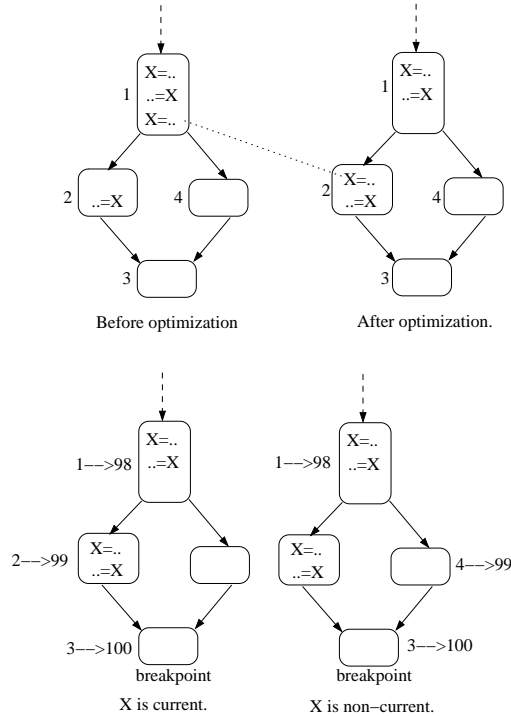 X=..
..=X
X=..
1
2
..=X
4
3
Before optimization
X=..
..=X
1
2
X=..
..=X
4
3
After optimization.
X=..
..=X
1-->98
2-->99
X=..
..=X
3-->100
breakpoint
X is current.
X=..
..=X
1-->98
X=..
..=X
4-->99
3-->100
breakpoint
X is non-current.